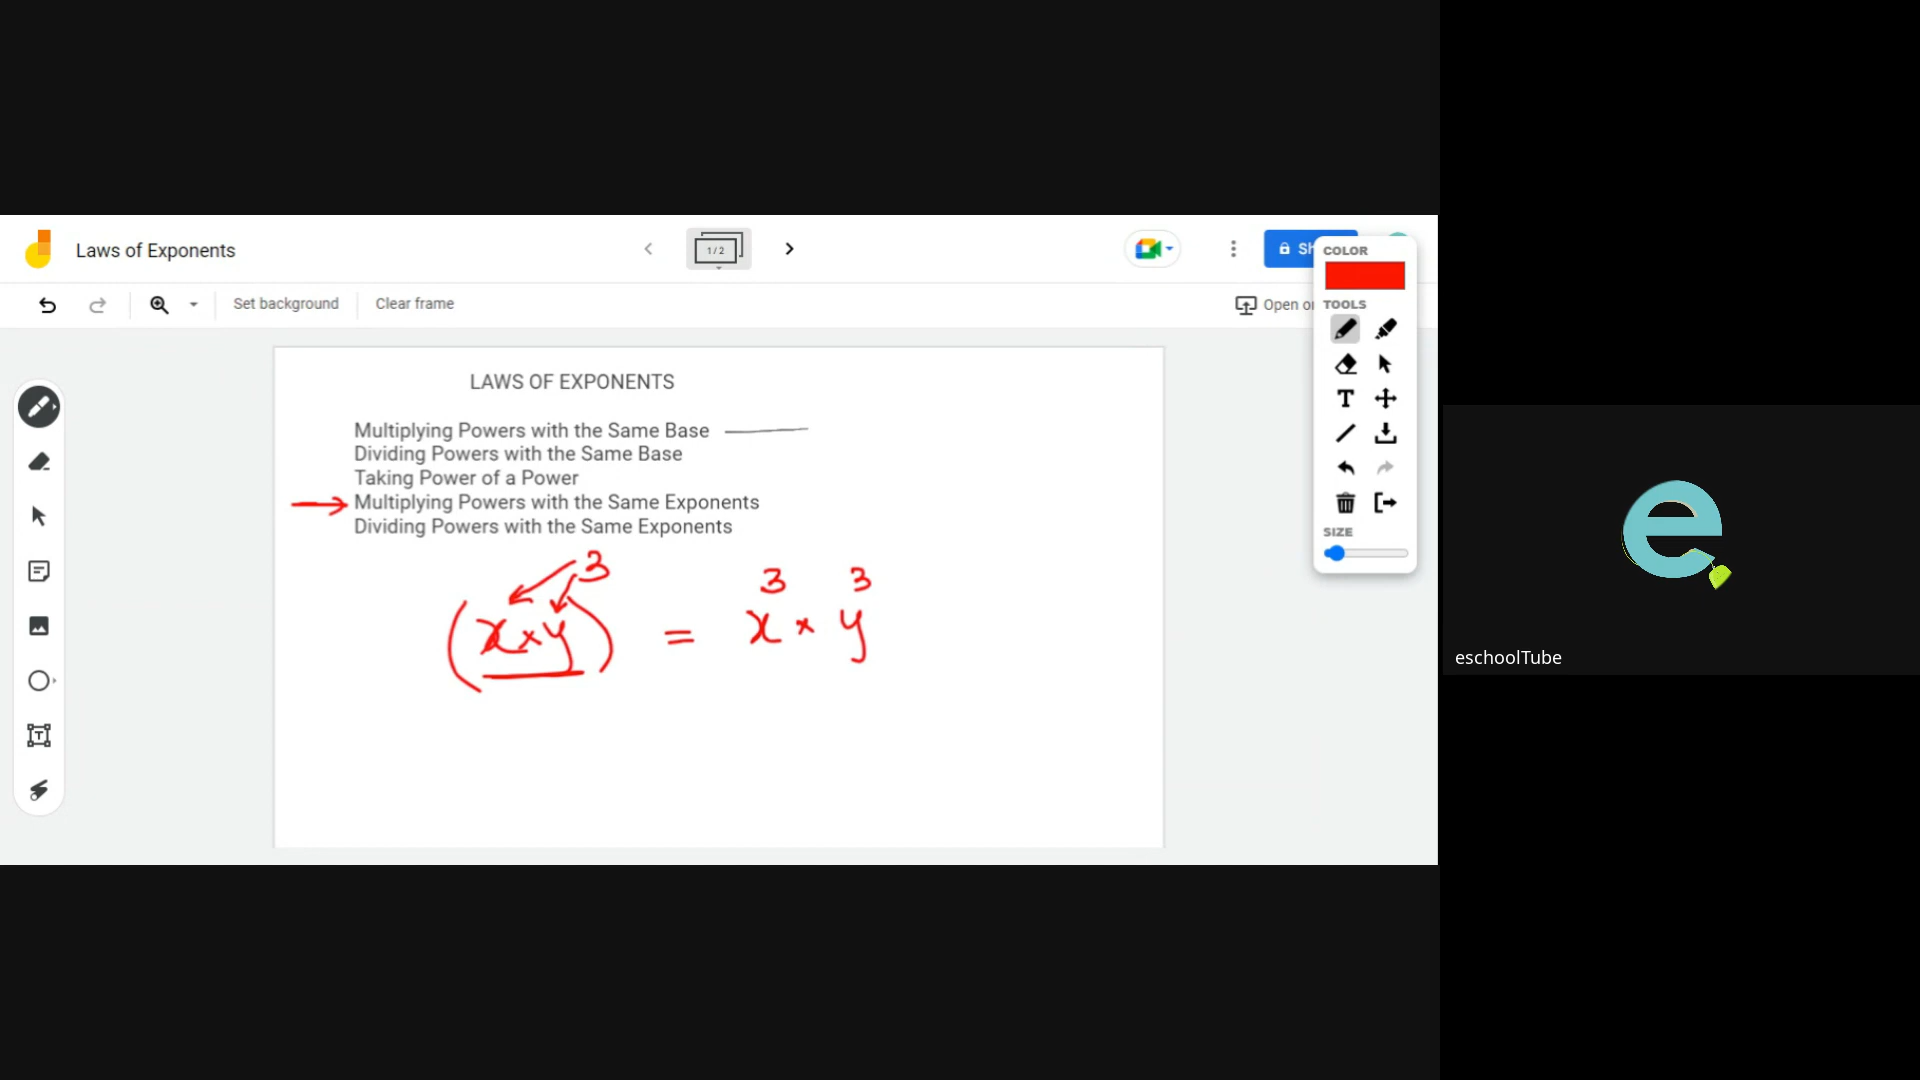 Laws of Exponents
1 / 2
Sh
COLOR
Set background
Clear frame
Open o
TOOLS
LAWS OF EXPONENTS
Multiplying Powers with the Same Base
Dividing Powers with the Same Base
Taking Power of a Power
Multiplying Powers with the Same Exponents
Dividing Powers with the Same Exponents
SIZE
(x×y)³ = x³ × y³
eschoolTube